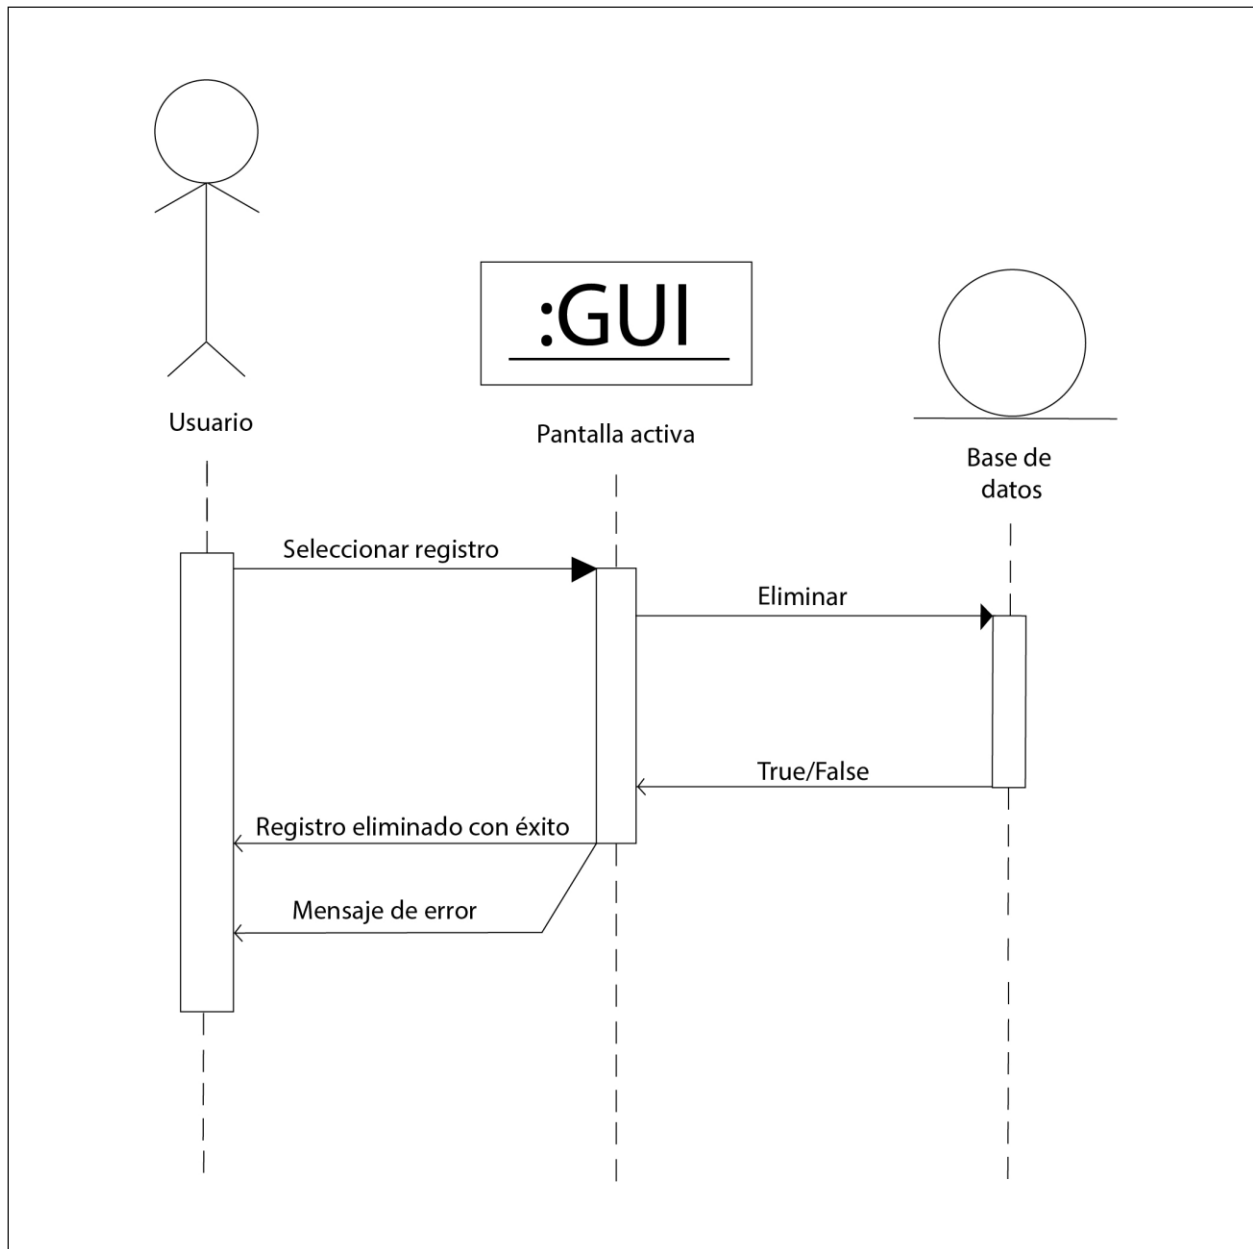 :GUI
Usuario
Pantalla activa
Base de
datos
Seleccionar registro
Eliminar
True/False
Registro eliminado con éxito
Mensaje de error